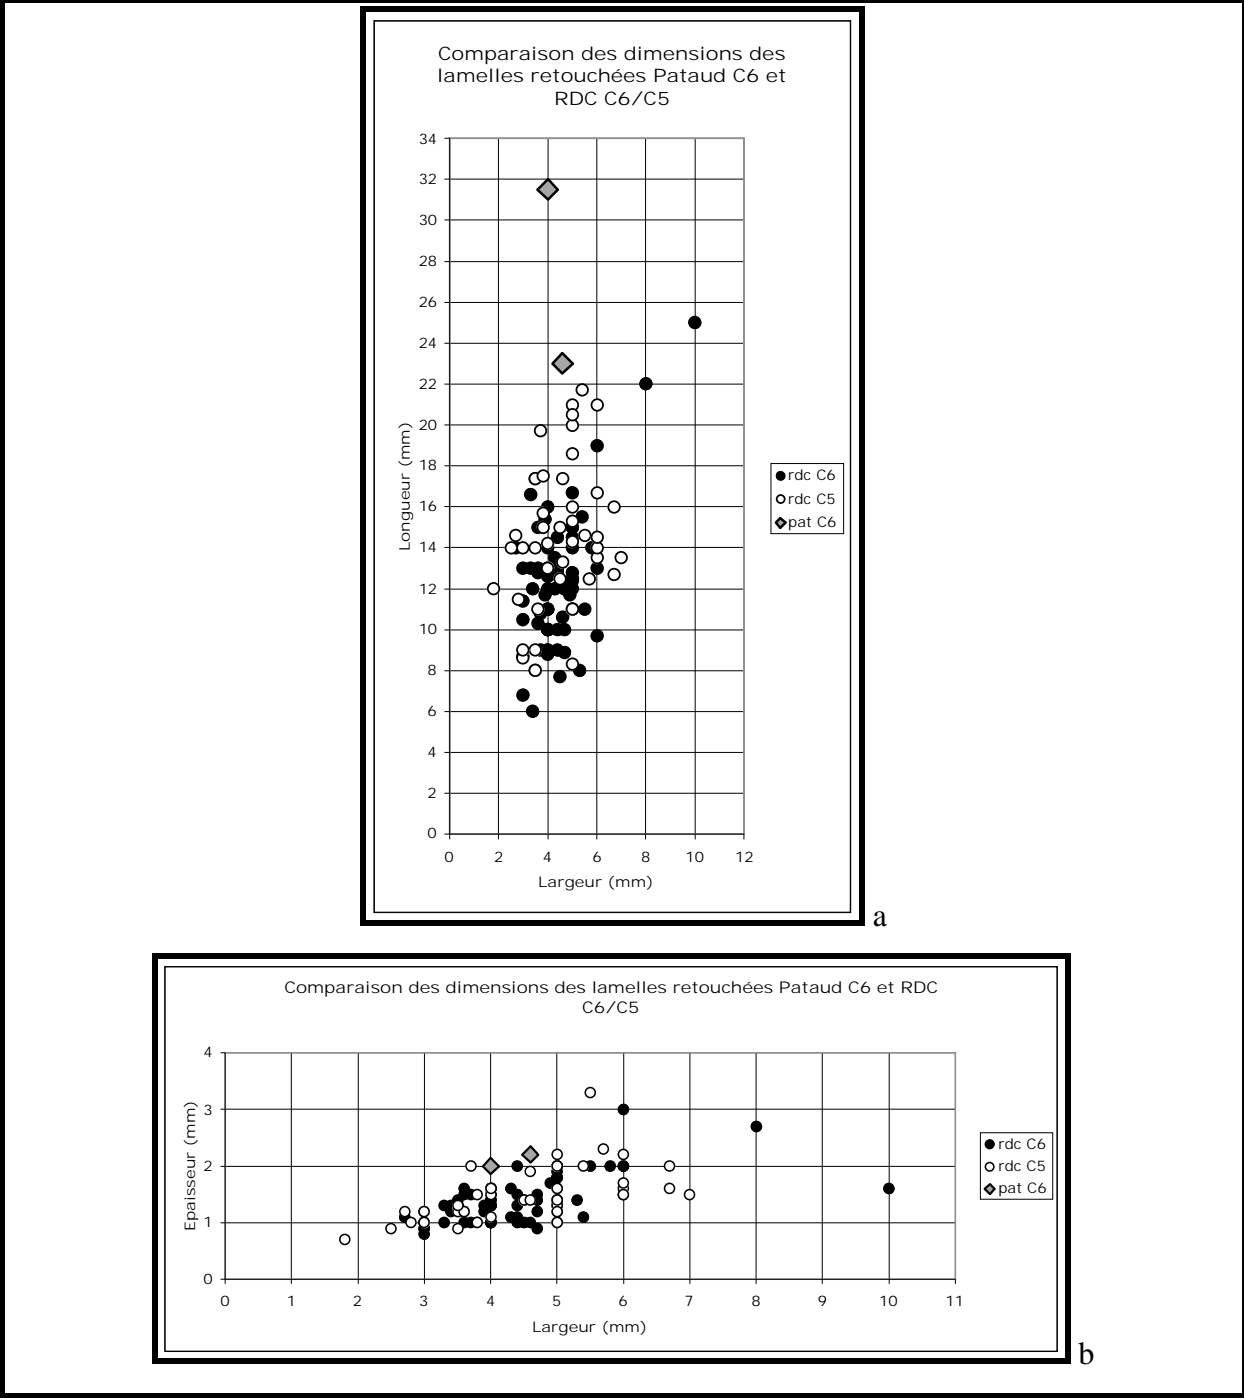 Comparaison des dimensions des
lamelles retouchées Pataud C6 et
RDC C6/C5
34
32
30
28
26
24
22
20
18
16
14
12
10
8
6
4
2
0
Longueur (mm)
0 2 4 6 8 10 12
Largeur (mm)
rdc C6
rdc C5
pat C6
a
Comparaison des dimensions des lamelles retouchées Pataud C6 et RDC
C6/C5
4
3
2
1
0
Epaisseur (mm)
0 1 2 3 4 5 6 7 8 9 10 11
Largeur (mm)
rdc C6
rdc C5
pat C6
b